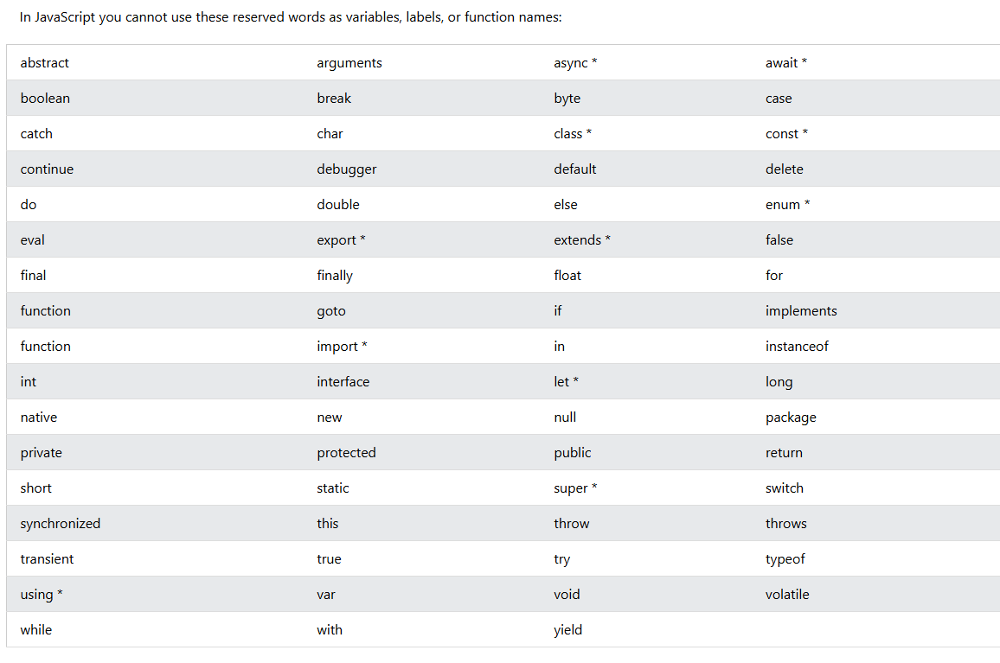 In JavaScript you cannot use these reserved words as variables, labels, or function names:
abstract arguments async * await *
boolean break byte case
catch char class * const *
continue debugger default delete
do double else enum *
eval export * extends * false
final finally float for
function goto if implements
function import * in instanceof
int interface let * long
native new null package
private protected public return
short static super * switch
synchronized this throw throws
transient true try typeof
using * var void volatile
while with yield